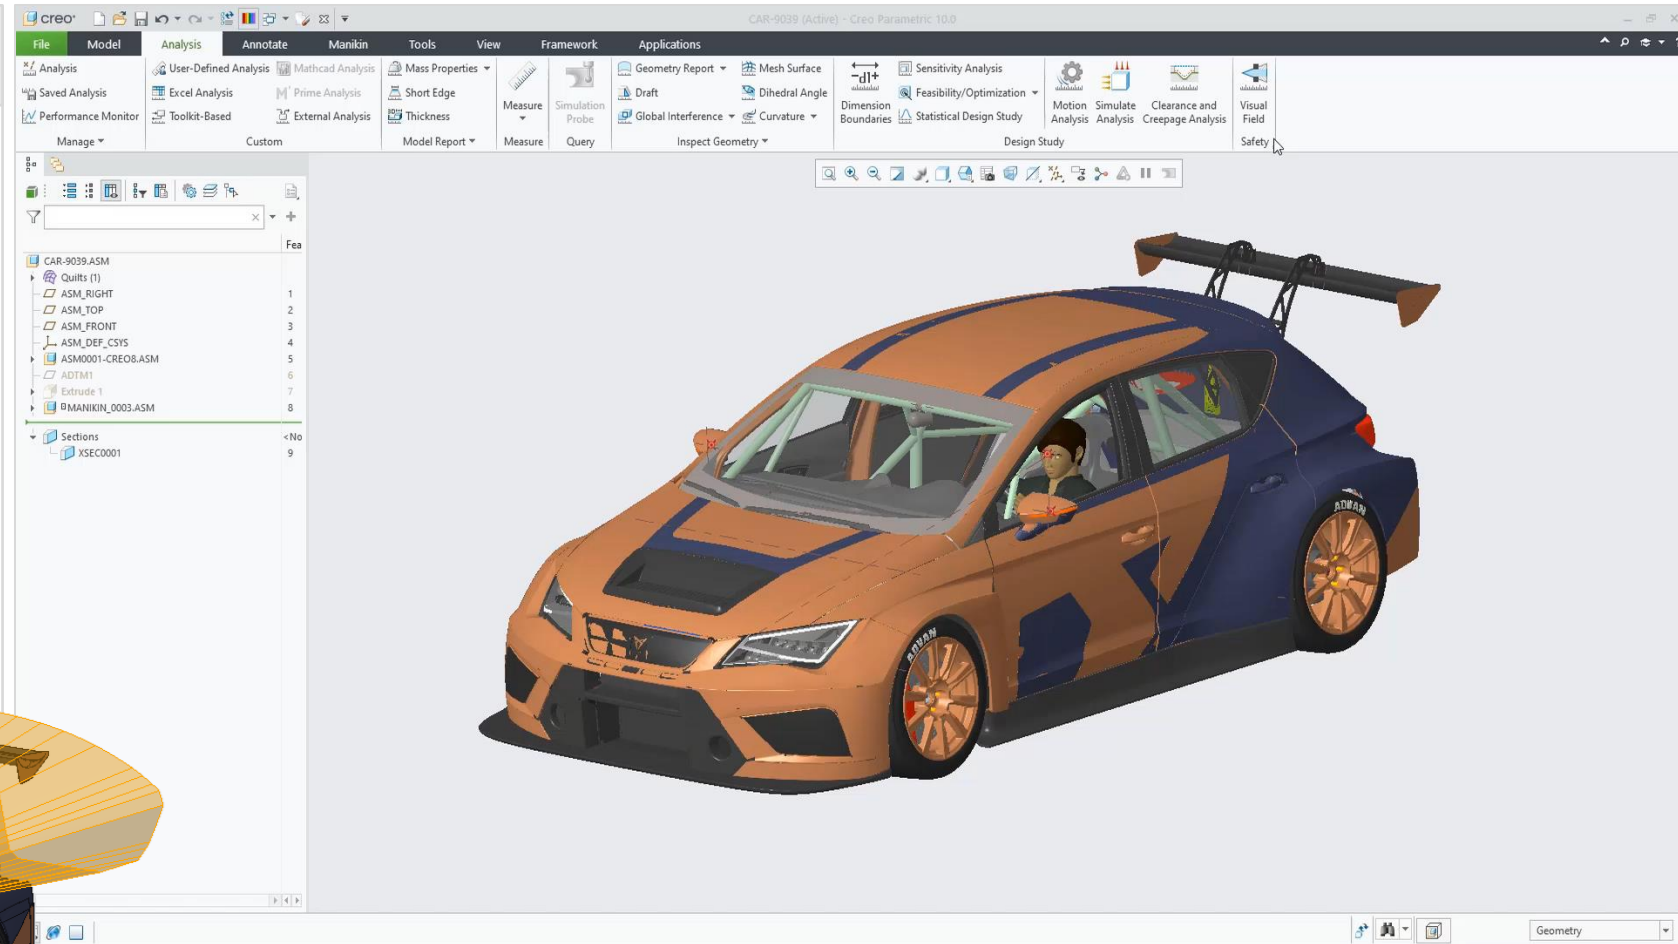 creo
CAR-9039 (Active) - Creo Parametric 10.0
File Model Analysis Annotate Manikin Tools View Framework Applications
Analysis User-Defined Analysis Mathcad Analysis Mass Properties Geometry Report Mesh Surface Sensitivity Analysis
Saved Analysis Excel Analysis Prime Analysis Short Edge Draft Dihedral Angle Feasibility/Optimization
Measure Simulation Probe Dimension Boundaries Motion Analysis Simulate Analysis Clearance and Creepage Analysis Visual Field
Performance Monitor Toolkit-Based External Analysis Thickness Global Interference Curvature Statistical Design Study
Manage Custom Model Report Measure Query Inspect Geometry Design Study Safety
Fea
CAR-9039.ASM
Quilts (1)
ASM_RIGHT 1
ASM_TOP 2
ASM_FRONT 3
ASM_DEF_CSYS 4
ASM0001-CREO8.ASM 5
ADTM1 6
Extrude 1 7
MANIKIN_0003.ASM 8
Sections <No
XSEC0001 9
ADVAN
ADVAN
Geometry